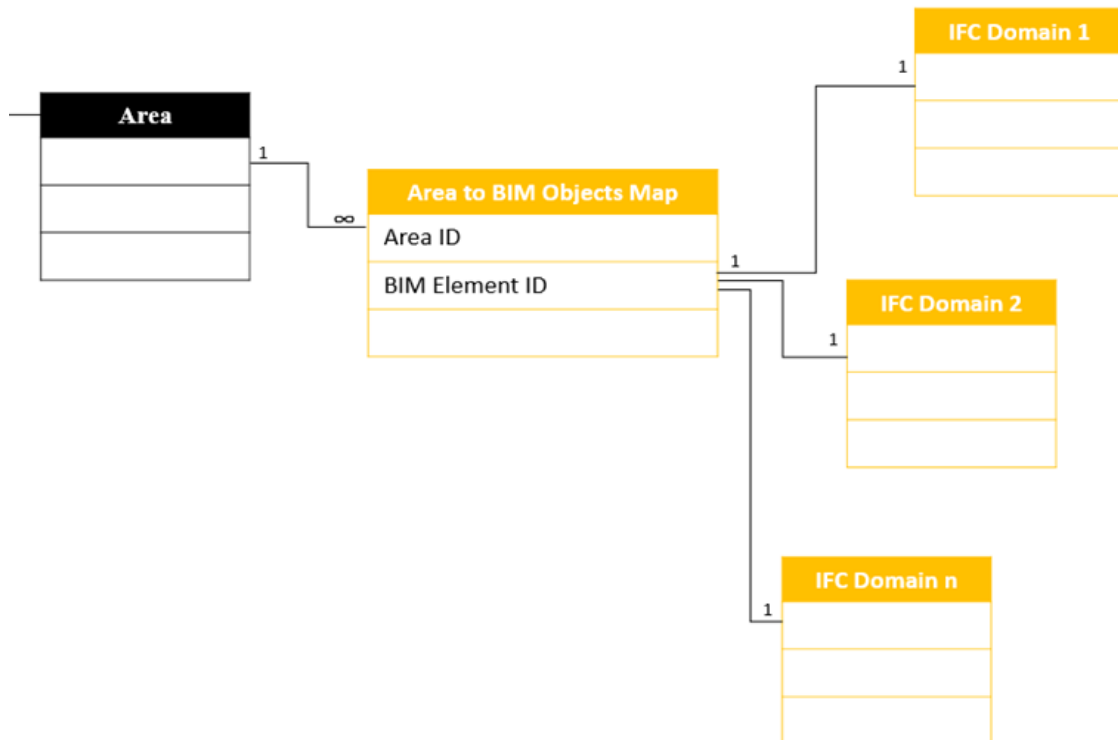 IFC Domain 1
1
Area
1
Area to BIM Objects Map
∞
Area ID
1
BIM Element ID
IFC Domain 2
1
IFC Domain n
1